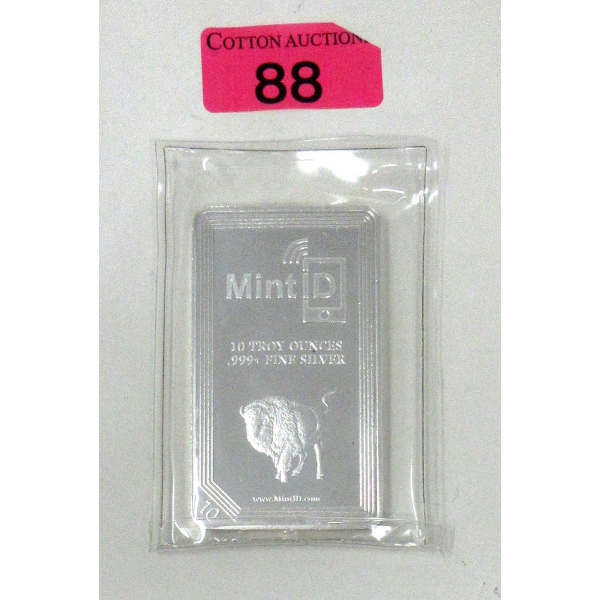 COTTON AUCTION
88
Mint ID
10 TROY OUNCES
.999+ FINE SILVER
www.MintID.com
10